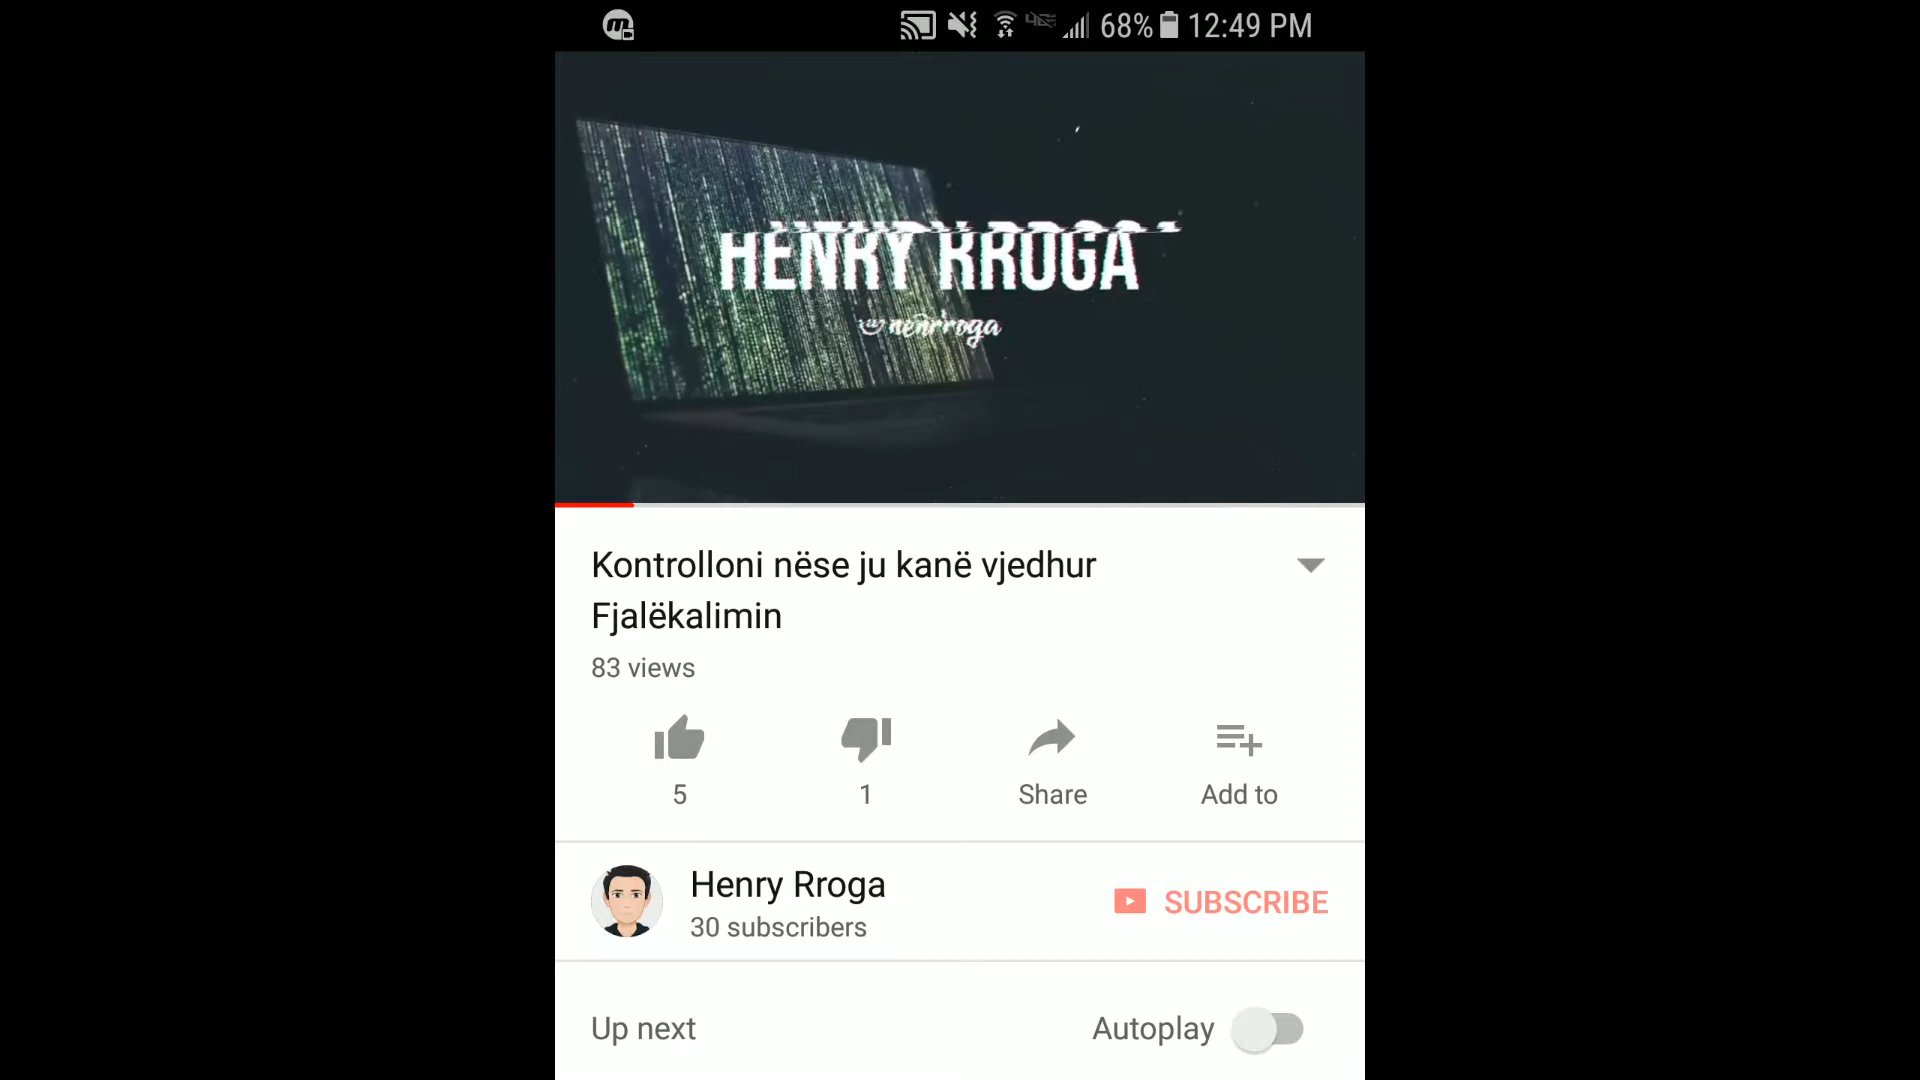 68% 12:49 PM
HENRY RROGA
Kontrolloni nëse ju kanë vjedhur
Fjalëkalimin
83 views
5 1 Share Add to
Henry Rroga
30 subscribers
SUBSCRIBE
Up next Autoplay